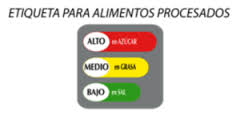 ETIQUETA PARA ALIMENTOS PROCESADOS
ALTO en AZÚCAR
MEDIO en GRASA
BAJO en SAL